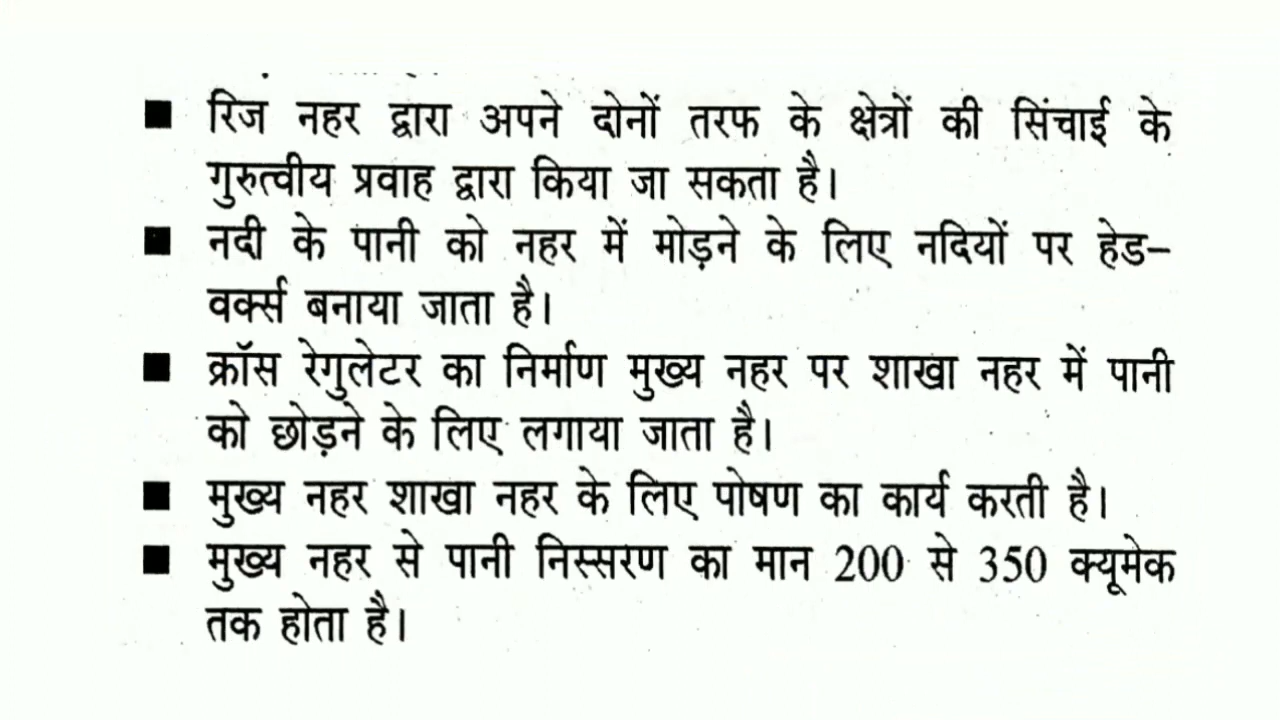 ■ रिज नहर द्वारा अपने दोनों तरफ के क्षेत्रों की सिंचाई के
गुरुत्वीय प्रवाह द्वारा किया जा सकता है।
■ नदी के पानी को नहर में मोड़ने के लिए नदियों पर हेड–
वर्क्स बनाया जाता है।
■ क्रॉस रेगुलेटर का निर्माण मुख्य नहर पर शाखा नहर में पानी
को छोड़ने के लिए लगाया जाता है।
■ मुख्य नहर शाखा नहर के लिए पोषण का कार्य करती है।
■ मुख्य नहर से पानी निस्सरण का मान 200 से 350 क्यूमेक
तक होता है।